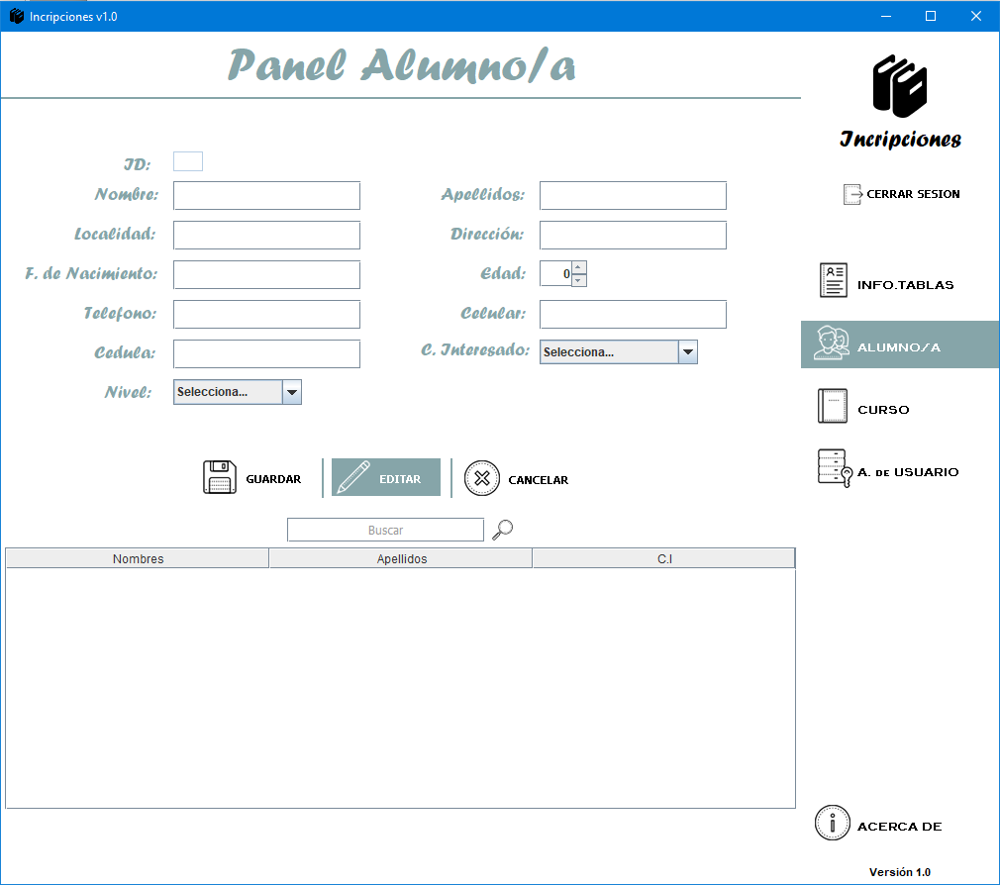 Incripciones v1.0
Panel Alumno/a
Incripciones
CERRAR SESION
ID:
Nombre:
Apellidos:
Localidad:
Dirección:
F. de Nacimiento:
Edad:
0
Telefono:
Celular:
Cedula:
C. Interesado:
Selecciona...
Nivel:
Selecciona...
INFO.TABLAS
ALUMNO/A
CURSO
A. DE USUARIO
GUARDAR
EDITAR
CANCELAR
Buscar
Nombres
Apellidos
C.I
ACERCA DE
Versión 1.0